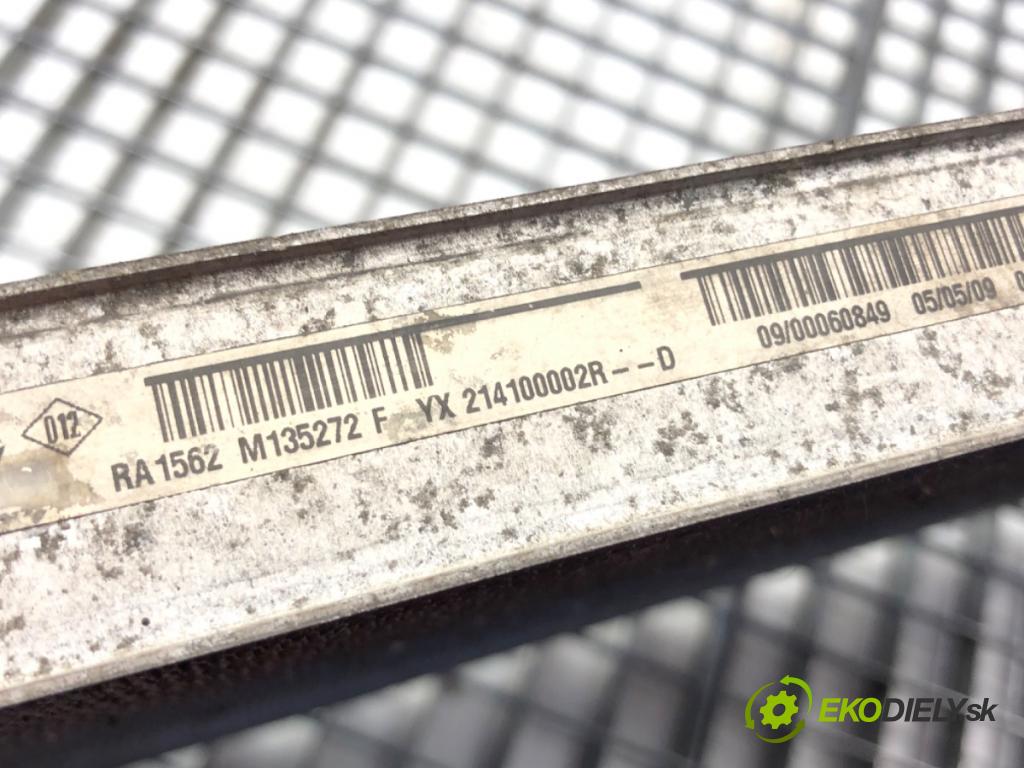 D12
RA1562 M135272 F YX 214100002R--D
09/00060849 05/05/09
EKODIELY.sk